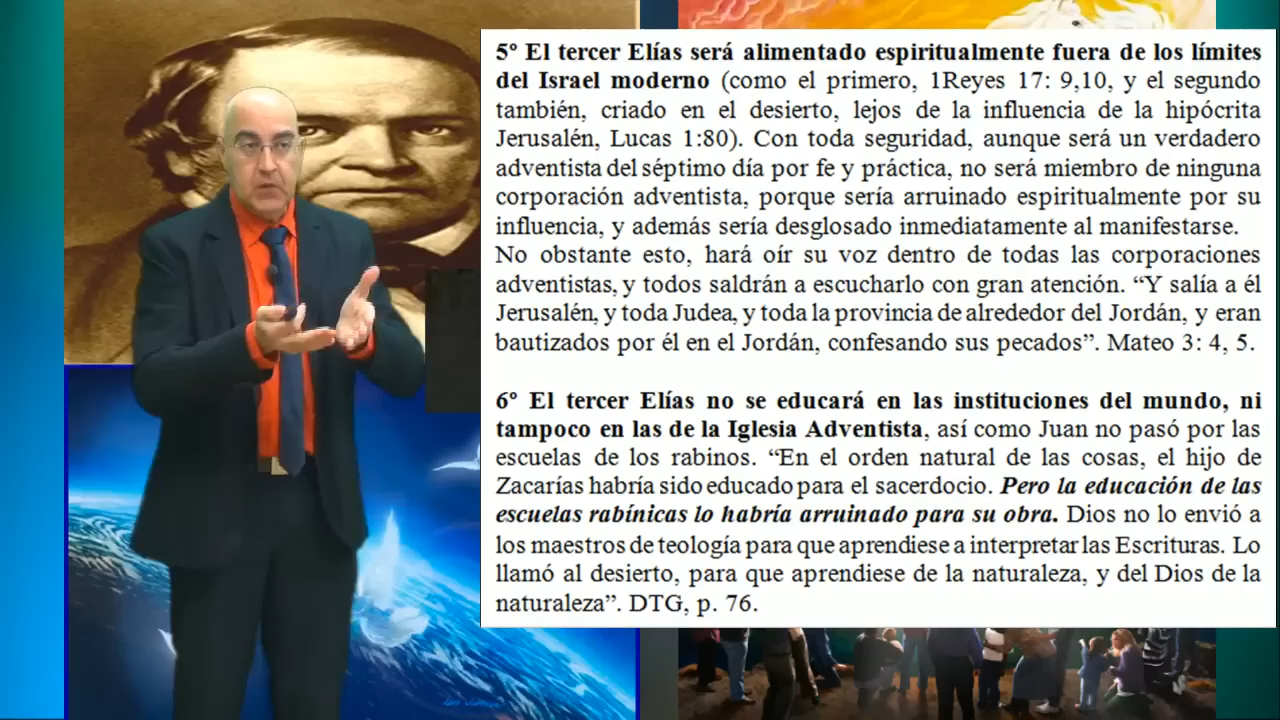 5º El tercer Elías será alimentado espiritualmente fuera de los límites
del Israel moderno (como el primero, 1Reyes 17: 9,10, y el segundo
también, criado en el desierto, lejos de la influencia de la hipócrita
Jerusalén, Lucas 1:80). Con toda seguridad, aunque será un verdadero
adventista del séptimo día por fe y práctica, no será miembro de ninguna
corporación adventista, porque sería arruinado espiritualmente por su
influencia, y además sería desglosado inmediatamente al manifestarse.
No obstante esto, hará oír su voz dentro de todas las corporaciones
adventistas, y todos saldrán a escucharlo con gran atención. “Y salía a él
Jerusalén, y toda Judea, y toda la provincia de alrededor del Jordán, y eran
bautizados por él en el Jordán, confesando sus pecados”. Mateo 3: 4, 5.
6º El tercer Elías no se educará en las instituciones del mundo, ni
tampoco en las de la Iglesia Adventista, así como Juan no pasó por las
escuelas de los rabinos. “En el orden natural de las cosas, el hijo de
Zacarías habría sido educado para el sacerdocio. Pero la educación de las
escuelas rabínicas lo habría arruinado para su obra. Dios no lo envió a
los maestros de teología para que aprendiese a interpretar las Escrituras. Lo
llamó al desierto, para que aprendiese de la naturaleza, y del Dios de la
naturaleza”. DTG, p. 76.